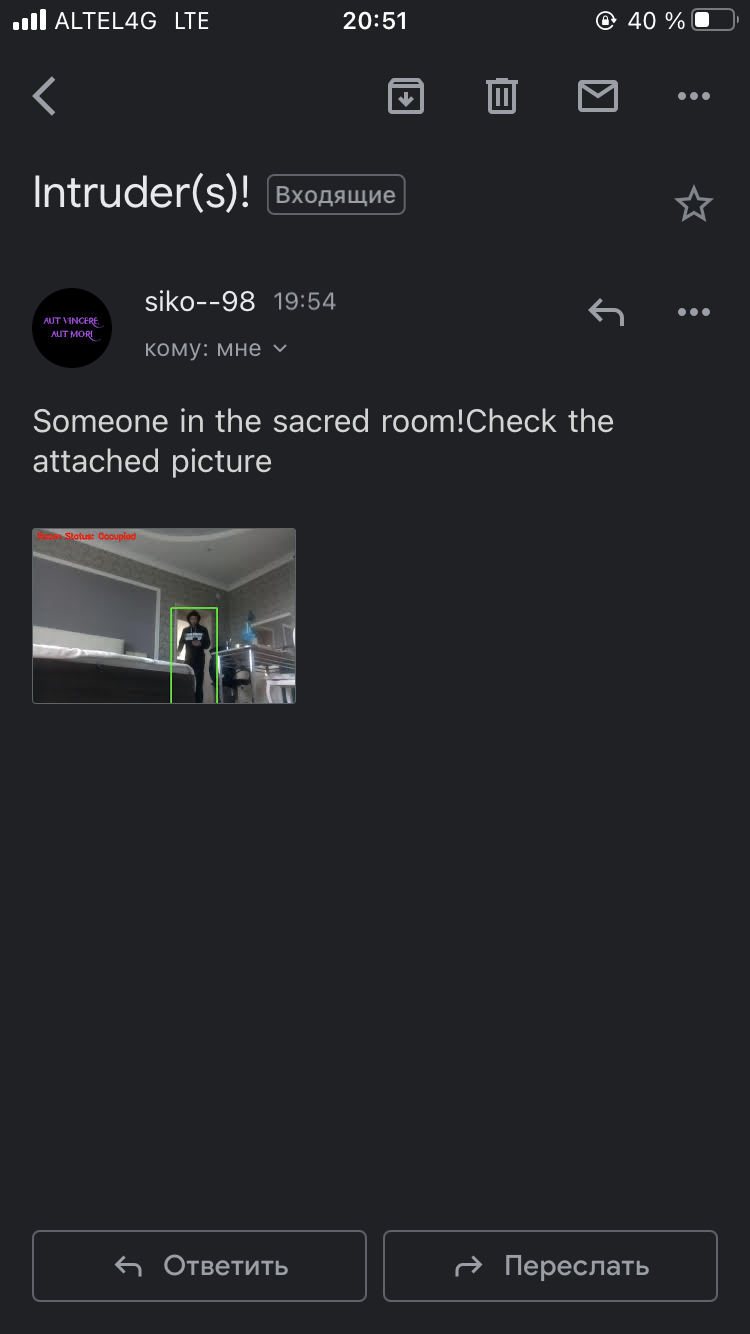 ALTEL4G LTE 20:51 40 %
Intruder(s)! Входящие
AUT VINCERE
AUT MORI
siko--98 19:54
кому: мне
Someone in the sacred room!Check the
attached picture
Status: Occupied
Ответить Переслать